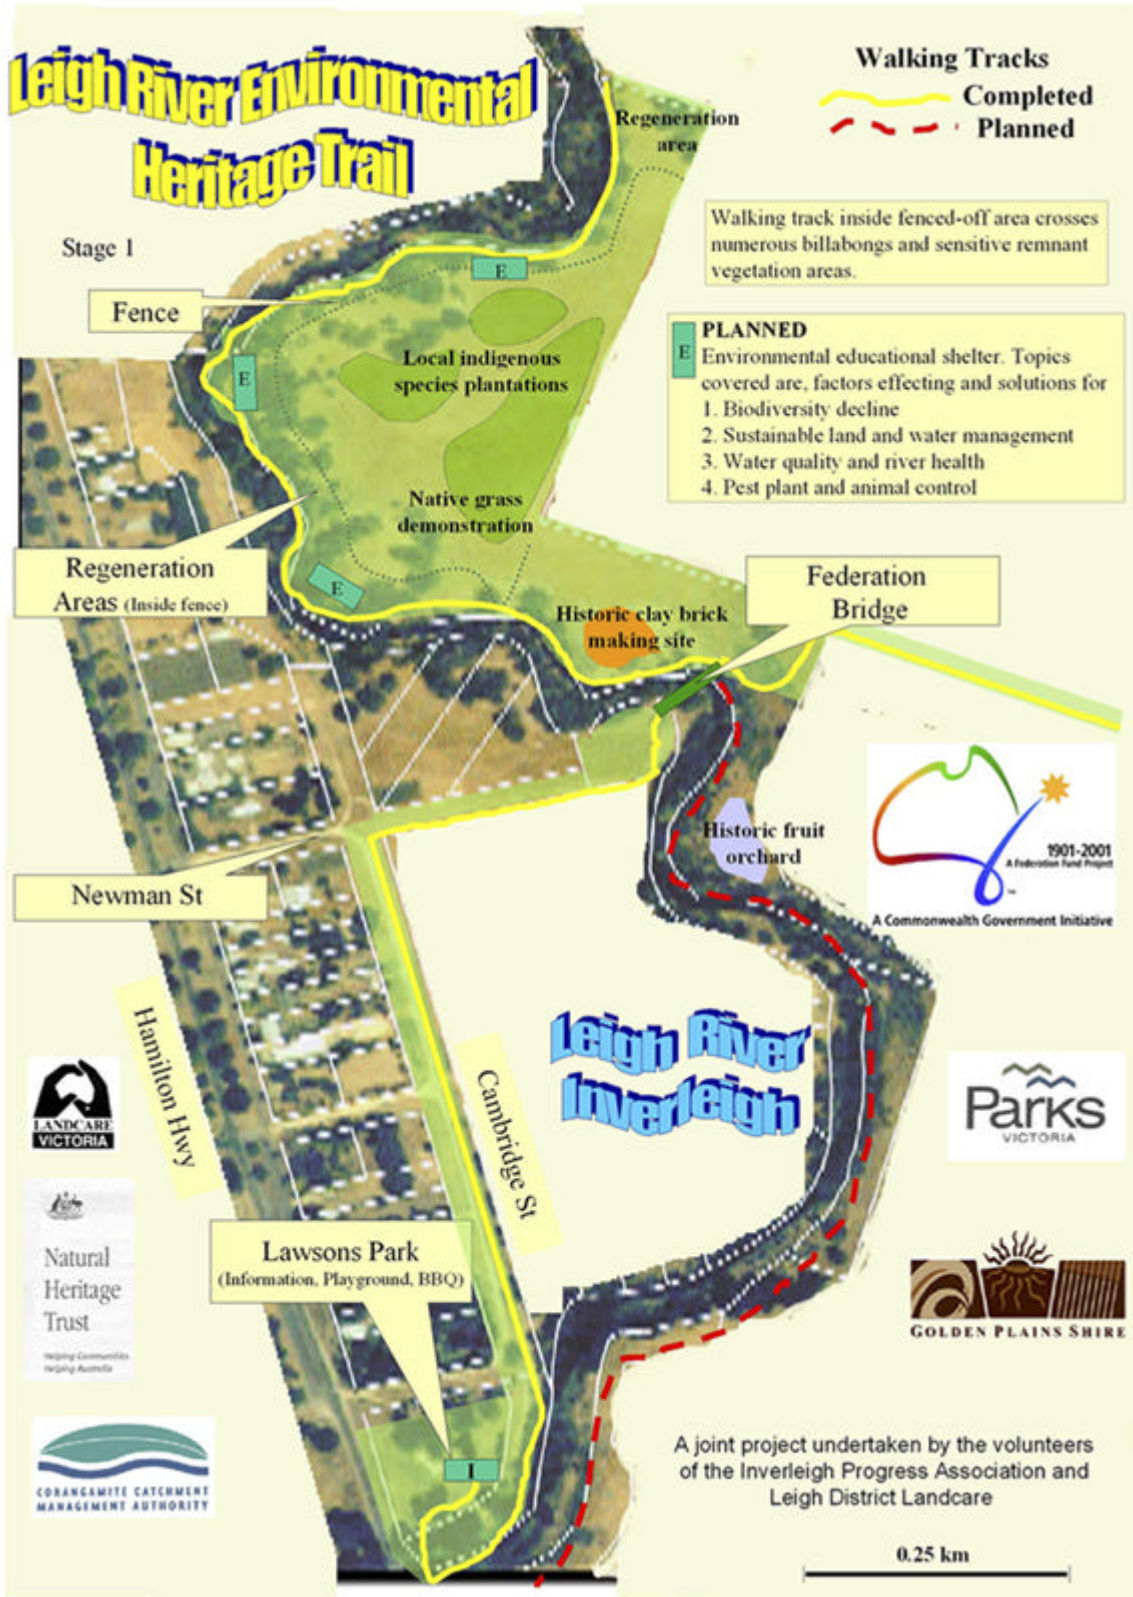 Leigh River Environmental
Heritage Trail
Stage 1
Walking Tracks
Completed
Planned
Regeneration
area
Walking track inside fenced-off area crosses
numerous billabongs and sensitive remnant
vegetation areas.
E
Fence
E
PLANNED
Environmental educational shelter. Topics
covered are, factors effecting and solutions for
1. Biodiversity decline
2. Sustainable land and water management
3. Water quality and river health
4. Pest plant and animal control
E
Local indigenous
species plantations
Native grass
demonstration
Regeneration
Areas (Inside fence)
E
Federation
Bridge
Historic clay brick
making site
Historic fruit
orchard
1901-2001
A Federation Fund Project
TM
A Commonwealth Government Initiative
Newman St
Hamilton Hwy
Cambridge St
Leigh River
Inverleigh
LANDCARE
VICTORIA
Parks
VICTORIA
Natural
Heritage
Trust
Helping Communities
Helping Australia
Lawsons Park
(Information, Playground, BBQ)
GOLDEN PLAINS SHIRE
I
CORANGAMITE CATCHMENT
MANAGEMENT AUTHORITY
A joint project undertaken by the volunteers
of the Inverleigh Progress Association and
Leigh District Landcare
0.25 km